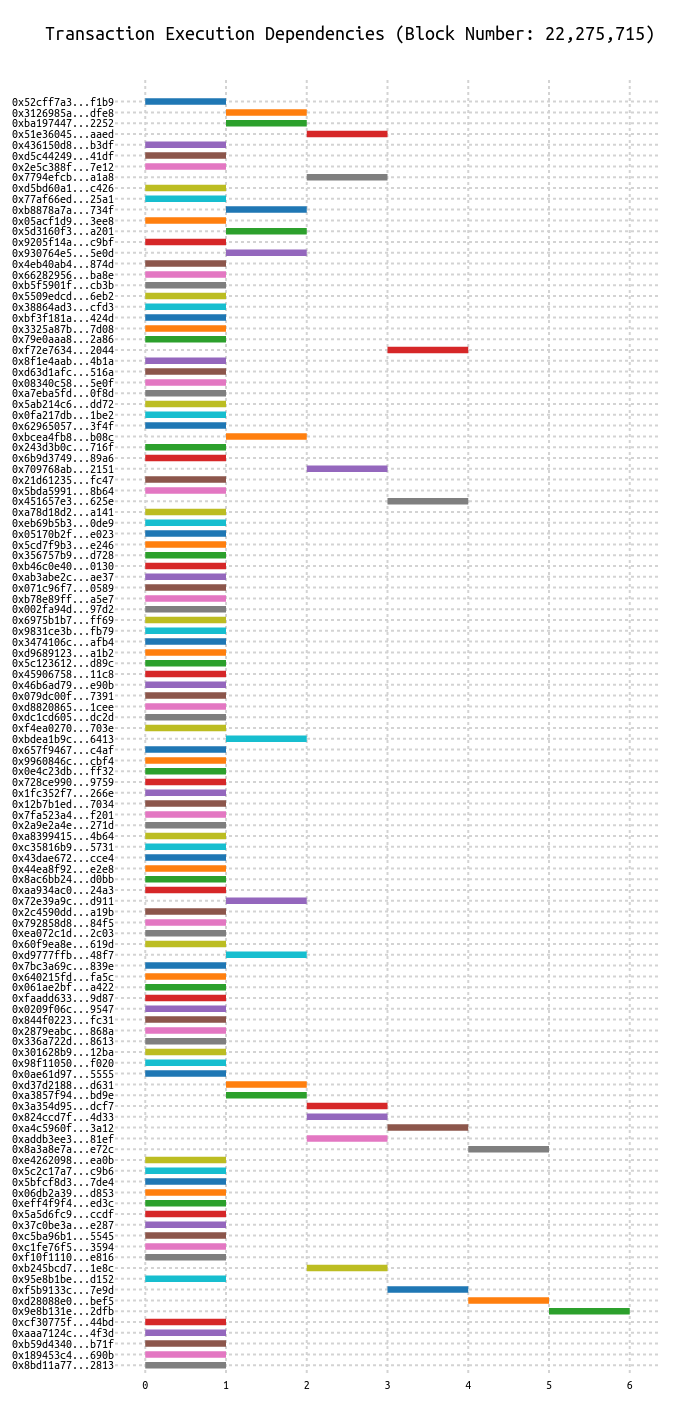 Transaction Execution Dependencies (Block Number: 22,275,715)
0x52cff7a3...f1b9
0x3126985a...dfe8
0xba197447...2252
0x51e36045...aaed
0x436150d8...b3df
0xd5c44249...41df
0x2e5c388f...7e12
0x7794efcb...a1a8
0xd5bd60a1...c426
0x77af66ed...25a1
0xb8878a7a...734f
0x05acf1d9...3ee8
0x5d3160f3...a201
0x9205f14a...c9bf
0x930764e5...5e0d
0x4eb40ab4...874d
0x66282956...ba8e
0xb5f5901f...cb3b
0x5509edcd...6eb2
0x38864ad3...cfd3
0xbf3f181a...424d
0x3325a87b...7d08
0x79e0aaa8...2a86
0xf72e7634...2044
0x8f1e4aab...4b1a
0xd63d1afc...516a
0x08340c58...5e0f
0xa7eba5fd...0f8d
0x5ab214c6...dd72
0x0fa217db...1be2
0x62965057...3f4f
0xbcea4fb8...b08c
0x243d3b0c...716f
0x6b9d3749...89a6
0x709768ab...2151
0x21d61235...fc47
0x5bda5991...8b64
0x451657e3...625e
0xa78d18d2...a141
0xeb69b5b3...0de9
0x05170b2f...e023
0x5cd7f9b3...e246
0x356757b9...d728
0xb46c0e40...0130
0xab3abe2c...ae37
0x071c96f7...0589
0xb78e89ff...a5e7
0x002fa94d...97d2
0x6975b1b7...ff69
0x9831ce3b...fb79
0x3474106c...afb4
0xd9689123...a1b2
0x5c123612...d89c
0x45906758...11c8
0x46b6ad79...e90b
0x079dc00f...7391
0xd8820865...1cee
0xdc1cd605...dc2d
0xf4ea0270...703e
0xbdea1b9c...6413
0x657f9467...c4af
0x9960846c...cbf4
0x0e4c23db...ff32
0x728ce990...9759
0x1fc352f7...266e
0x12b7b1ed...7034
0x7fa523a4...f201
0x2a9e2a4e...271d
0xa8399415...4b64
0xc35816b9...5731
0x43dae672...cce4
0x44ea8f92...e2e8
0x8ac6bb24...d0bb
0xaa934ac0...24a3
0x72e39a9c...d911
0x2c4590dd...a19b
0x792858d8...84f5
0xea072c1d...2c03
0x60f9ea8e...619d
0xd9777ffb...48f7
0x7bc3a69c...839e
0x640215fd...fa5c
0x061ae2bf...a422
0xfaadd633...9d87
0x0209f06c...9547
0x844f0223...fc31
0x2879eabc...868a
0x336a722d...8613
0x301628b9...12ba
0x98f11050...f020
0x0ae61d97...5555
0xd37d2188...d631
0xa3857f94...bd9e
0x3a354d95...dcf7
0x824ccd7f...4d33
0xa4c5960f...3a12
0xaddb3ee3...81ef
0x8a3a8e7a...e72c
0xe4262098...ea0b
0x5c2c17a7...c9b6
0x5bfcf8d3...7de4
0x06db2a39...d853
0xeff4f9f4...ed3c
0x5a5d6fc9...ccdf
0x37c0be3a...e287
0xc5ba96b1...5545
0xc1fe76f5...3594
0xf10f1110...e816
0xb245bcd7...1e8c
0x95e8b1be...d152
0xf5b9133c...7e9d
0xd28088e0...bef5
0x9e8b131e...2dfb
0xcf30775f...44bd
0xaaa7124c...4f3d
0xb59d4340...b71f
0x189453c4...690b
0x8bd11a77...2813
0 1 2 3 4 5 6